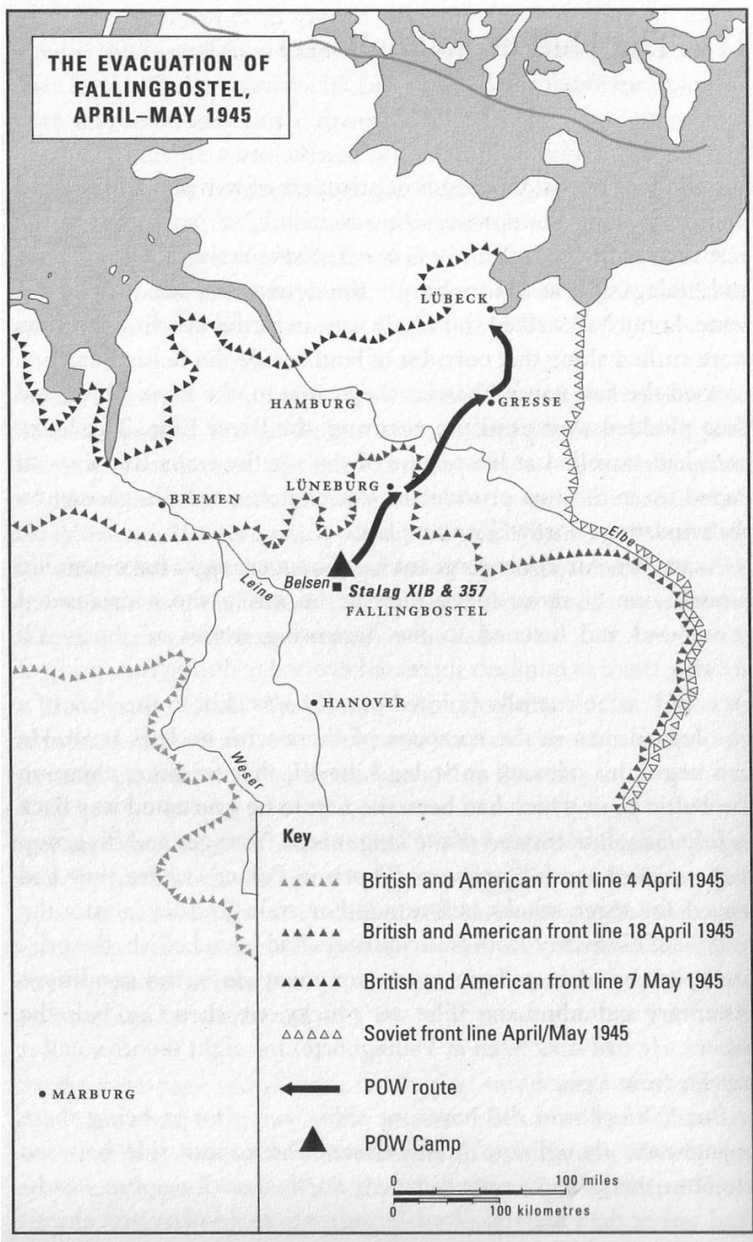 THE EVACUATION OF
FALINGBOSTEL,
APRIL–MAY 1945
LÜBECK
HAMBURG
GRESSE
LÜNEBURG
BREMEN
Elbe
Leine
Belsen
Stalag XIB & 357
FALLINGBOSTEL
HANOVER
Weser
Key
British and American front line 4 April 1945
British and American front line 18 April 1945
British and American front line 7 May 1945
Soviet front line April/May 1945
MARBURG
POW route
POW Camp
0 100 miles
0 100 kilometres